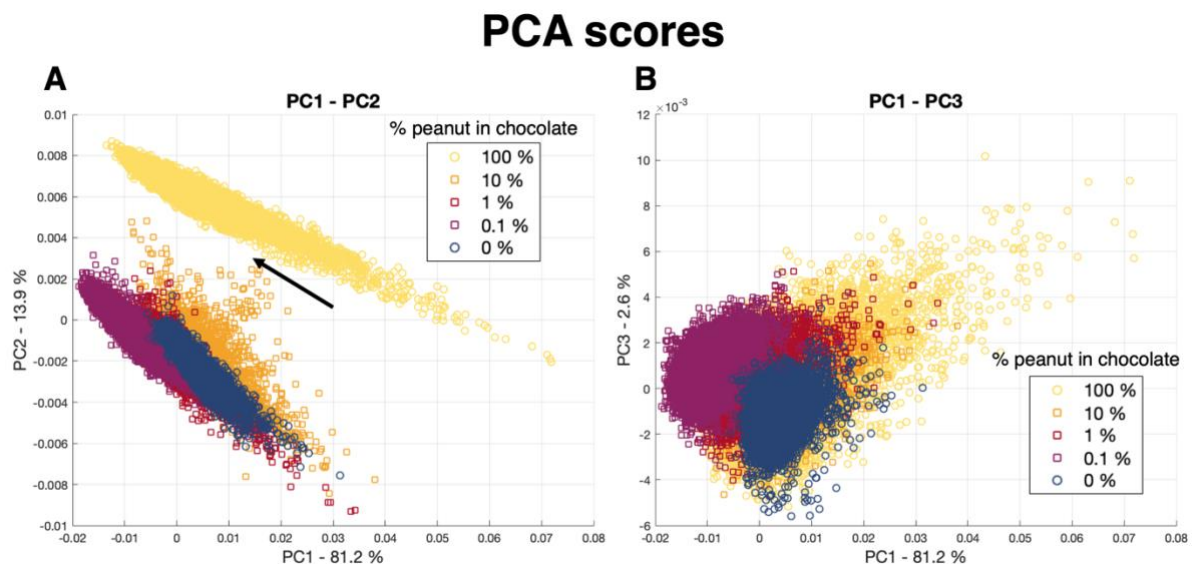 PCA scores
A
PC1 - PC2
0.01
0.008
0.006
0.004
0.002
0
-0.002
-0.004
-0.006
-0.008
-0.01
PC2 - 13.9 %
-0.02 -0.01 0 0.01 0.02 0.03 0.04 0.05 0.06 0.07 0.08
PC1 - 81.2 %
% peanut in chocolate
100 %
10 %
1 %
0.1 %
0 %
B
PC1 - PC3
×10⁻³
12
10
8
6
4
2
0
-2
-4
-6
PC3 - 2.6 %
-0.02 -0.01 0 0.01 0.02 0.03 0.04 0.05 0.06 0.07 0.08
PC1 - 81.2 %
% peanut in chocolate
100 %
10 %
1 %
0.1 %
0 %